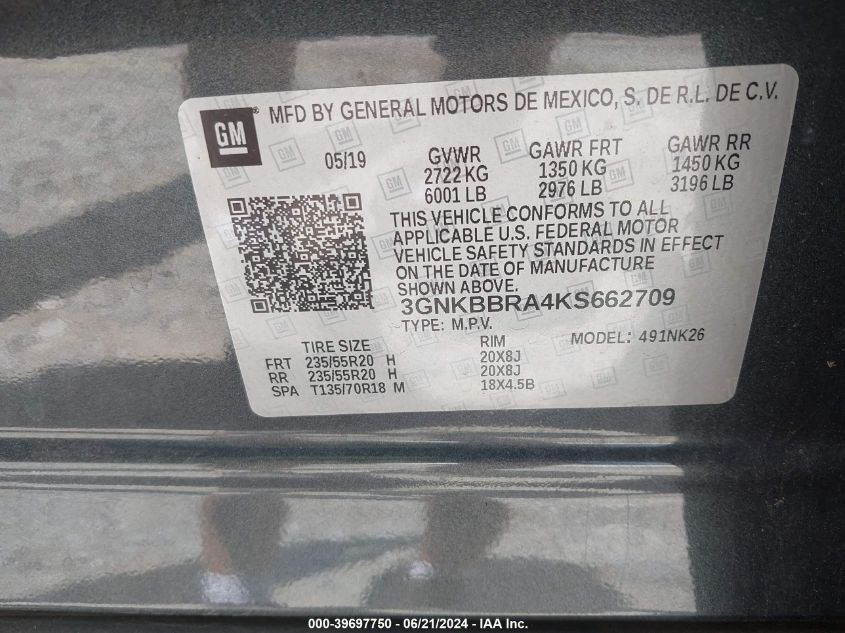 GM
MFD BY GENERAL MOTORS DE MEXICO, S. DE R.L. DE C.V.
05/19 GVWR GAWR FRT GAWR RR
2722 KG 1350 KG 1450 KG
6001 LB 2976 LB 3196 LB
THIS VEHICLE CONFORMS TO ALL
APPLICABLE U.S. FEDERAL MOTOR
VEHICLE SAFETY STANDARDS IN EFFECT
ON THE DATE OF MANUFACTURE
SHOWN ABOVE.
3GNKBBRA4KS662709
TYPE: M.P.V. MODEL: 491NK26
TIRE SIZE RIM
FRT 235/55R20 H 20X8J
RR 235/55R20 H 20X8J
SPA T135/70R18 M 18X4.5B
000-39697750 - 06/21/2024 - IAA Inc.